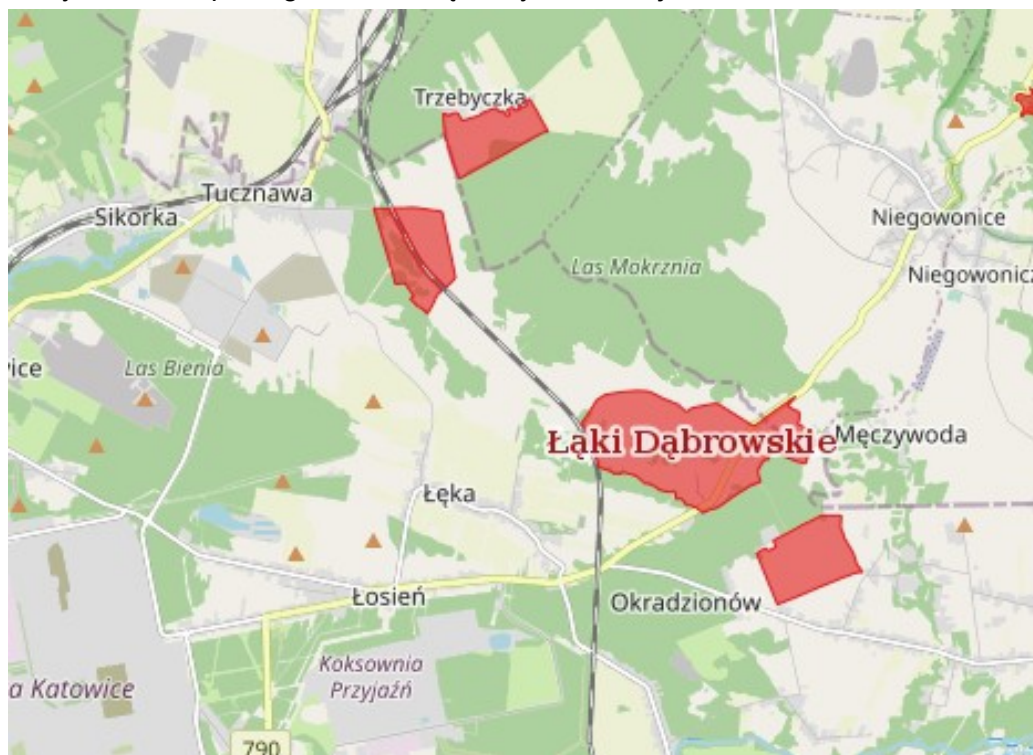 Trzebyczka
Tucznawa
Sikorka
Niegowonice
Las Mokrznia
Niegowonic
Las Bienia
Łąki Dąbrowskie
Męczywoda
Łęka
Łosień
Okradzionów
Koksownia
Przyjaźń
a Katowice
790